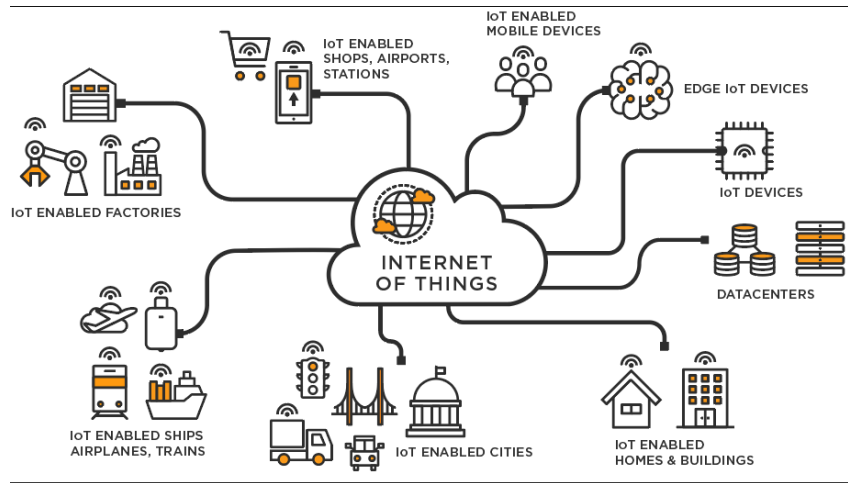 IoT ENABLED
SHOPS, AIRPORTS,
STATIONS
IoT ENABLED
MOBILE DEVICES
EDGE IoT DEVICES
IoT DEVICES
IoT ENABLED FACTORIES
INTERNET
OF THINGS
DATACENTERS
IoT ENABLED SHIPS
AIRPLANES, TRAINS
IoT ENABLED CITIES
IoT ENABLED
HOMES & BUILDINGS